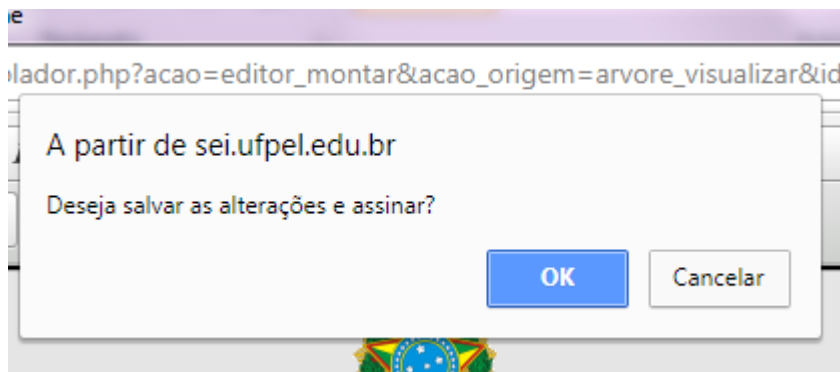 olador.php?acao=editor_montar&acao_origem=arvore_visualizar&id
A partir de sei.ufpel.edu.br
Deseja salvar as alterações e assinar?
OK Cancelar